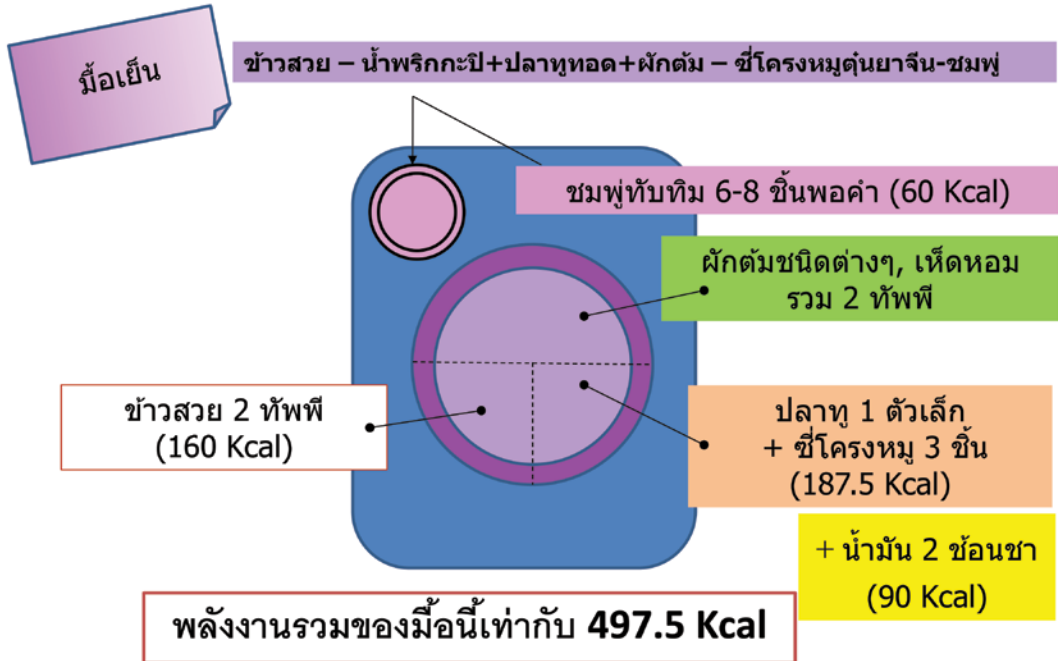 มื้อเย็น
ข้าวสวย – น้ำพริกกะปิ+ปลาทูทอด+ผักต้ม – ซี่โครงหมูตุ๋นยาจีน-ชมพู่
ชมพู่ทับทิม 6-8 ชิ้นพอคำ (60 Kcal)
ผักต้มชนิดต่างๆ, เห็ดหอม
รวม 2 ทัพพี
ข้าวสวย 2 ทัพพี
(160 Kcal)
ปลาทู 1 ตัวเล็ก
+ ซี่โครงหมู 3 ชิ้น
(187.5 Kcal)
+ น้ำมัน 2 ช้อนชา
(90 Kcal)
พลังงานรวมของมื้อนี้เท่ากับ 497.5 Kcal